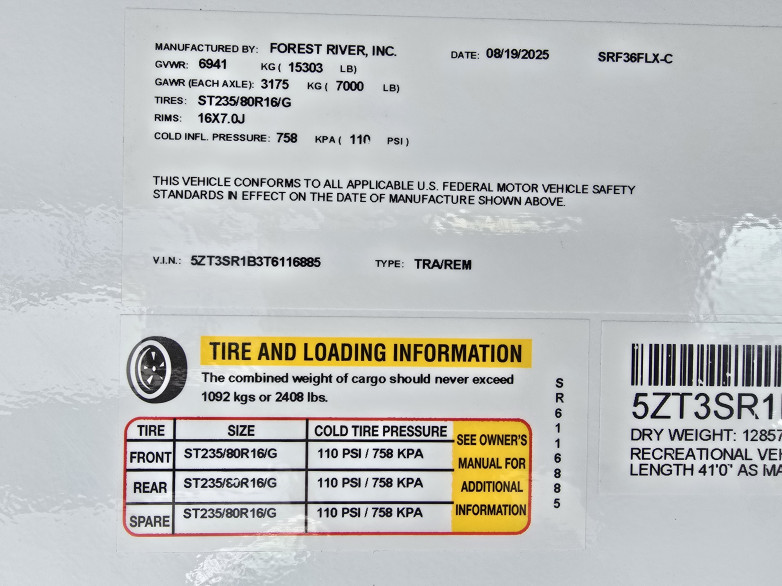 MANUFACTURED BY: FOREST RIVER, INC. DATE: 08/19/2025 SRF36FLX-C
GVWR: 6941 KG ( 15303 LB)
GAWR (EACH AXLE): 3175 KG ( 7000 LB)
TIRES: ST235/80R16/G
RIMS: 16X7.0J
COLD INFL. PRESSURE: 758 KPA ( 110 PSI )
THIS VEHICLE CONFORMS TO ALL APPLICABLE U.S. FEDERAL MOTOR VEHICLE SAFETY
STANDARDS IN EFFECT ON THE DATE OF MANUFACTURE SHOWN ABOVE.
V.I.N.: 5ZT3SR1B3T6116885 TYPE: TRA/REM
TIRE AND LOADING INFORMATION
The combined weight of cargo should never exceed
1092 kgs or 2408 lbs.
TIRE SIZE COLD TIRE PRESSURE
FRONT ST235/80R16/G 110 PSI / 758 KPA
REAR ST235/80R16/G 110 PSI / 758 KPA
SPARE ST235/80R16/G 110 PSI / 758 KPA
SEE OWNER'S
MANUAL FOR
ADDITIONAL
INFORMATION
SR6116885
5ZT3SR1
DRY WEIGHT: 12857
RECREATIONAL VEH
LENGTH 41'0" AS MA